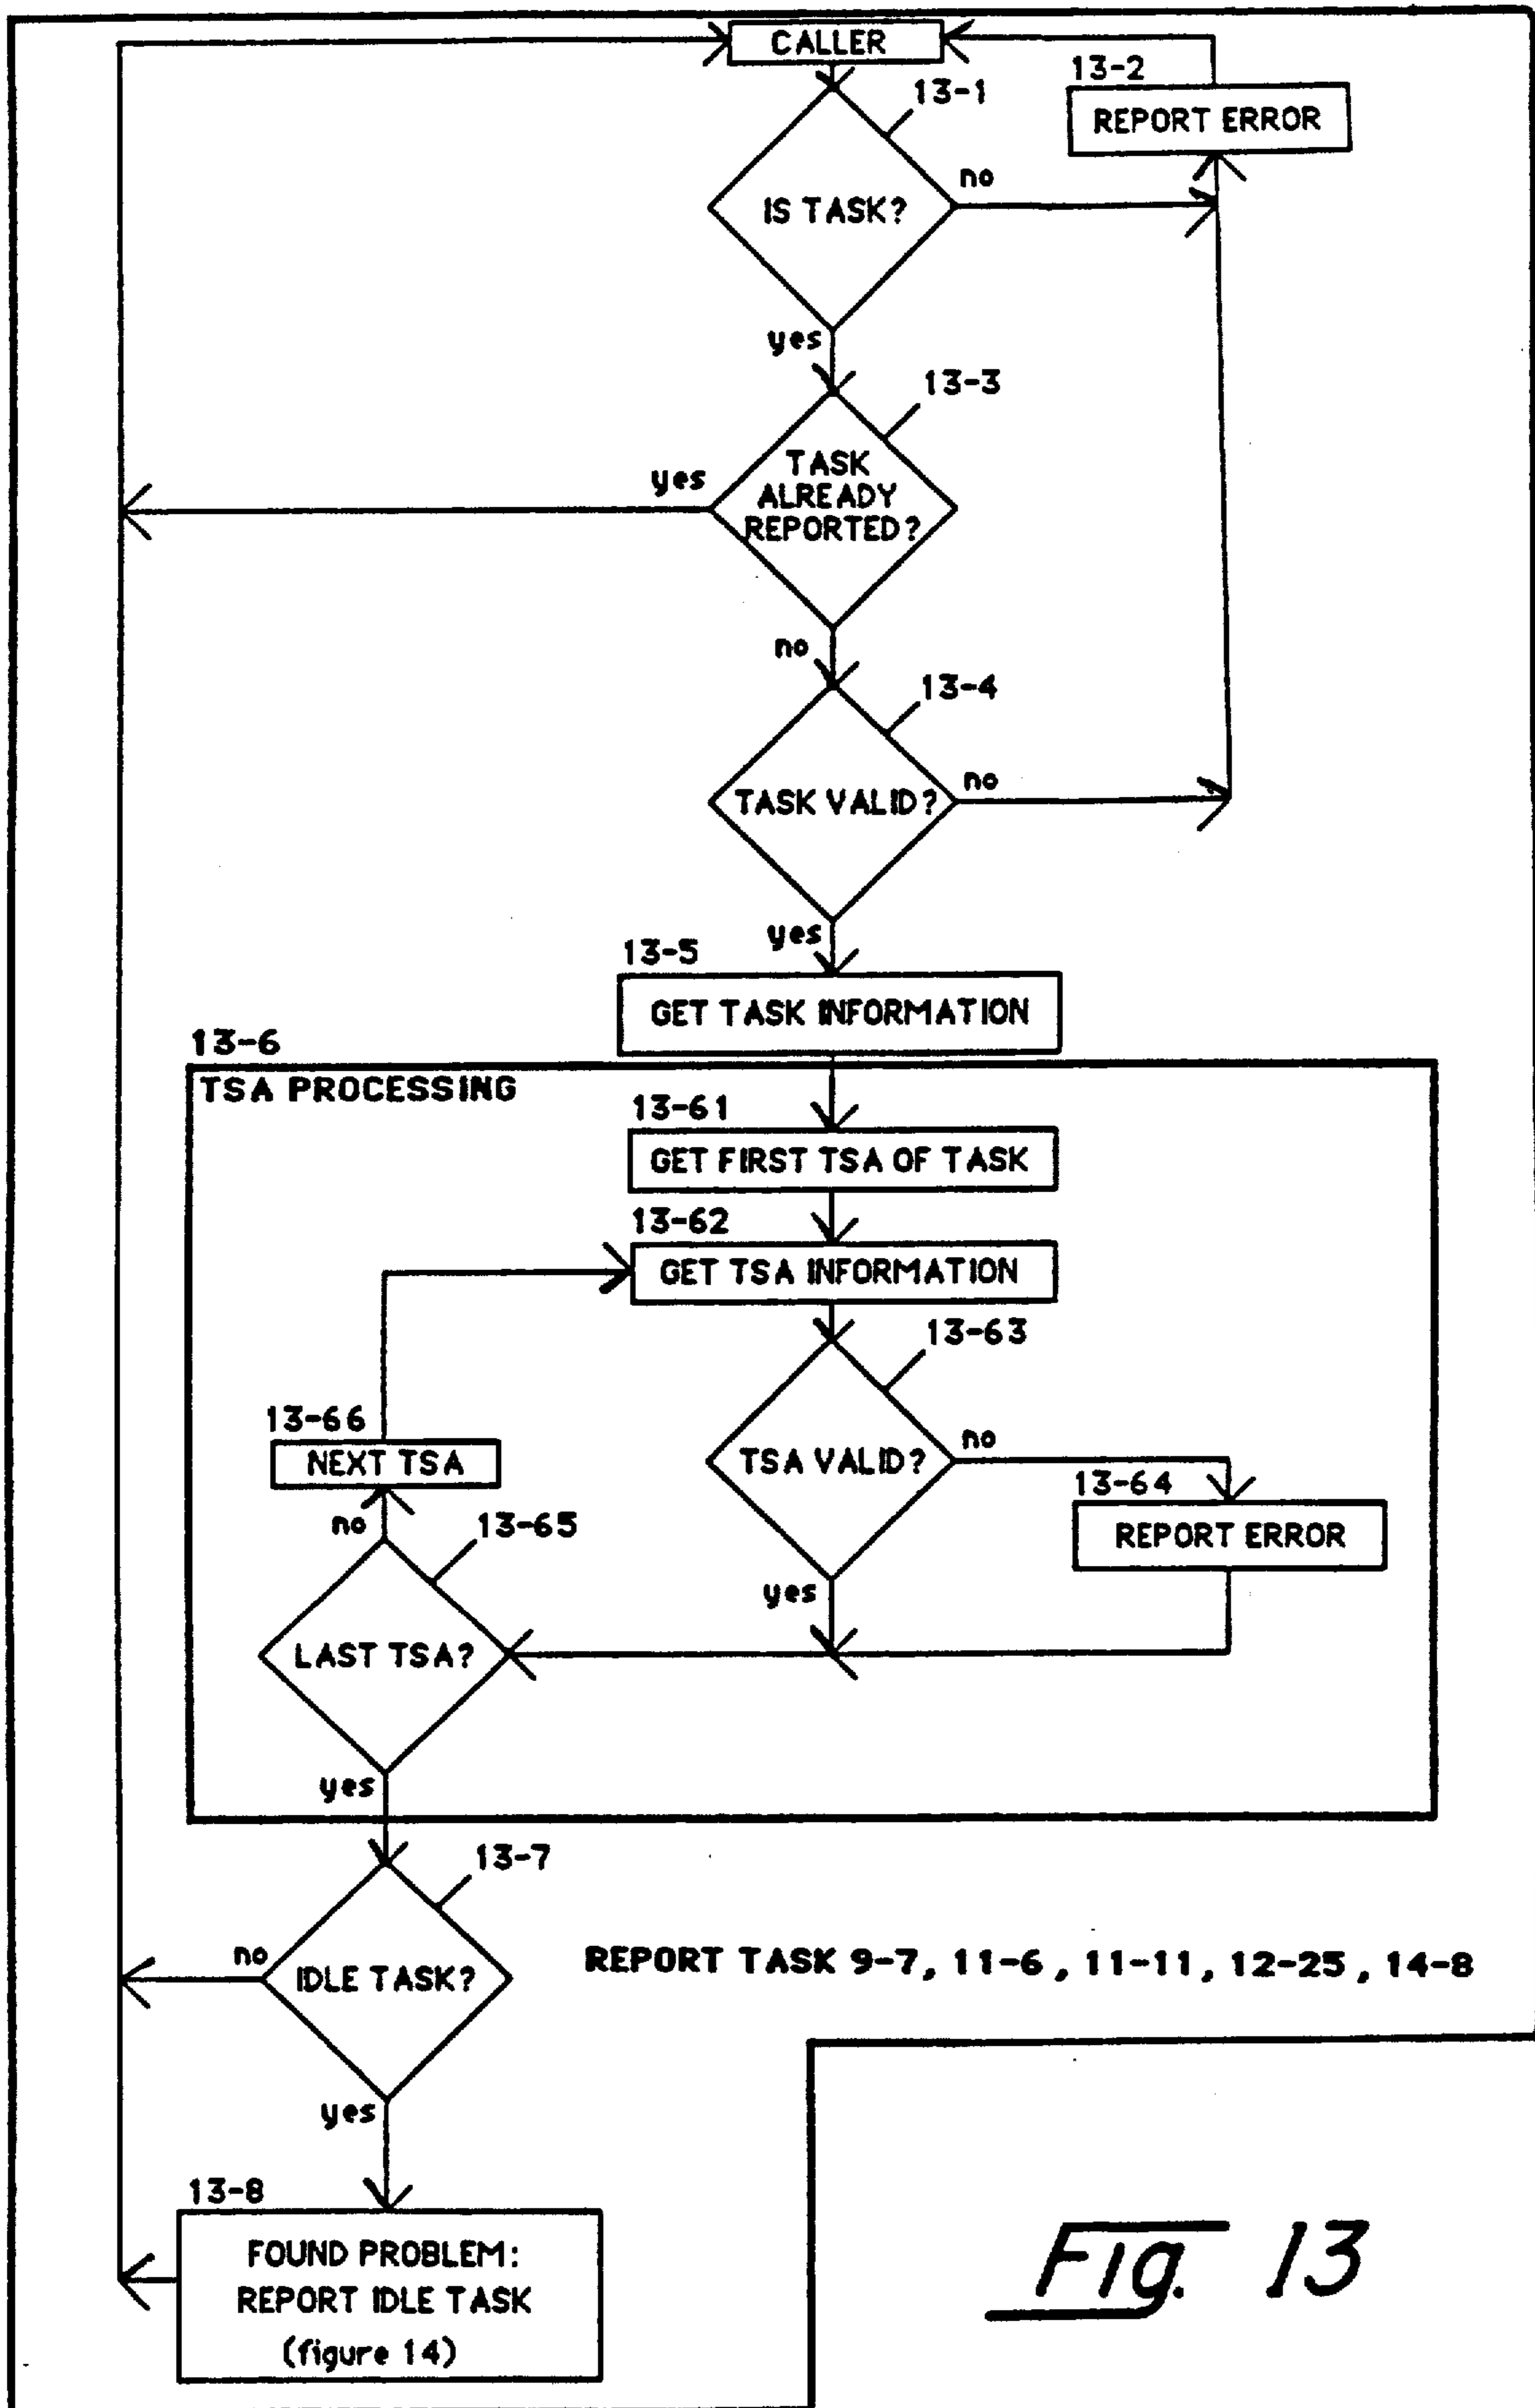 CALLER
13-1
13-2
REPORT ERROR
IS TASK?
no
yes
13-3
TASK
ALREADY
REPORTED?
yes
no
13-4
TASK VALID?
no
yes
13-5
GET TASK INFORMATION
13-6
TSA PROCESSING
13-61
GET FIRST TSA OF TASK
13-62
GET TSA INFORMATION
13-63
TSA VALID?
no
13-64
REPORT ERROR
yes
13-66
NEXT TSA
no
13-65
LAST TSA?
yes
13-7
IDLE TASK?
no
REPORT TASK 9-7, 11-6, 11-11, 12-25, 14-8
yes
13-8
FOUND PROBLEM:
REPORT IDLE TASK
(figure 14)
Fig. 13